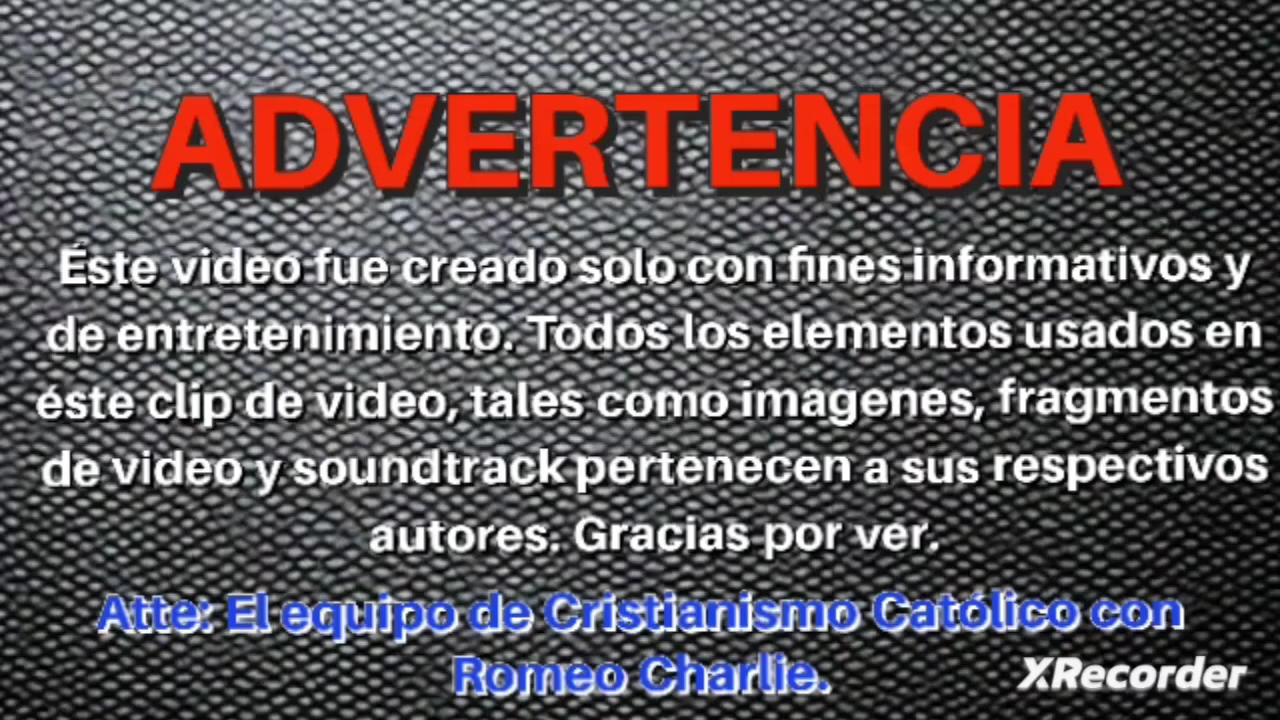 ADVERTENCIA
Éste video fue creado solo con fines informativos y
de entretenimiento. Todos los elementos usados en
éste clip de video, tales como imagenes, fragmentos
de video y soundtrack pertenecen a sus respectivos
autores. Gracias por ver.
Atte: El equipo de Cristianismo Católico con
Romeo Charlie.
XRecorder